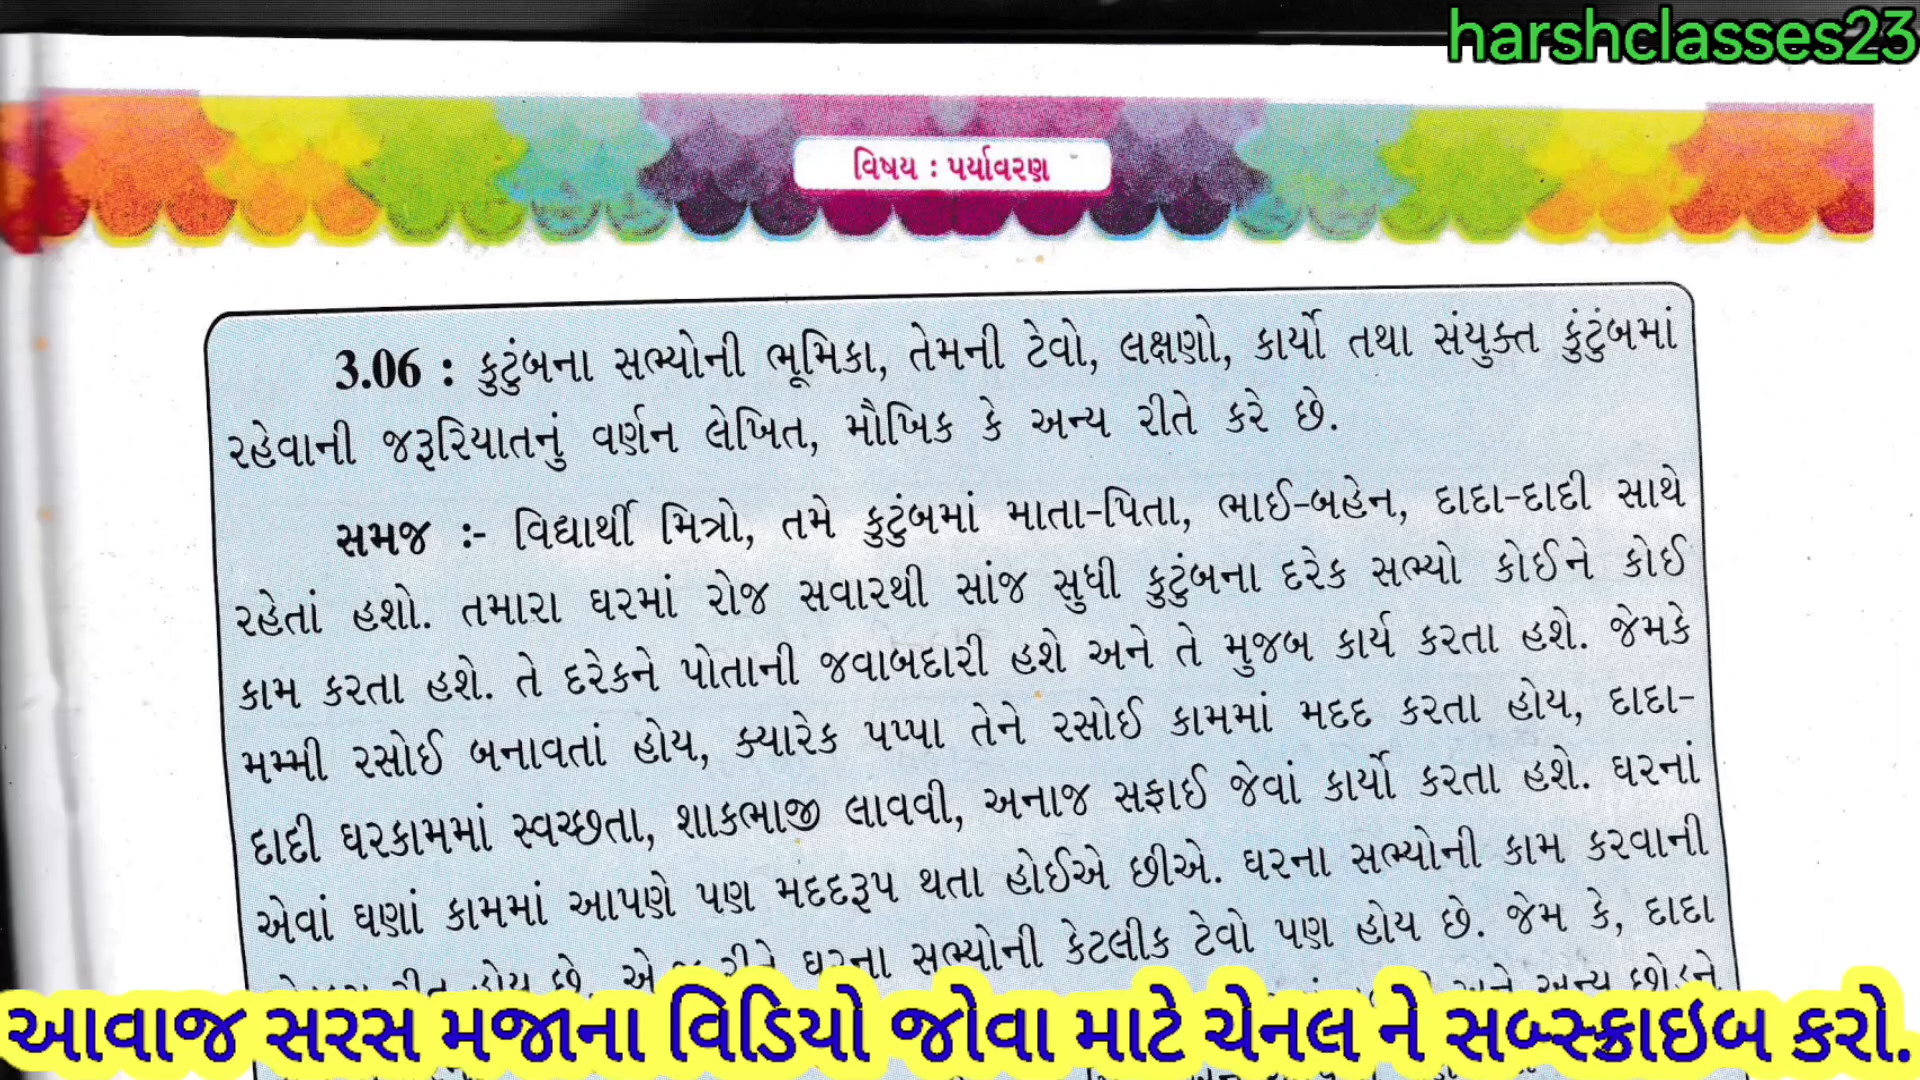 harshclasses23
વિષય : પર્યાવરણ
3.06 : કુટુંબના સભ્યોની ભૂમિકા, તેમની ટેવો, લક્ષણો, કાર્યો તથા સંયુક્ત કુંટુંબમાં
રહેવાની જરૂરિયાતનું વર્ણન લેખિત, મૌખિક કે અન્ય રીતે કરે છે.
સમજ :- વિદ્યાર્થી મિત્રો, તમે કુટુંબમાં માતા-પિતા, ભાઈ-બહેન, દાદા-દાદી સાથે
રહેતાં હશો. તમારા ઘરમાં રોજ સવારથી સાંજ સુધી કુટુંબના દરેક સભ્યો કોઈને કોઈ
કામ કરતા હશે. તે દરેકને પોતાની જવાબદારી હશે અને તે મુજબ કાર્ય કરતા હશે. જેમકે
મમ્મી રસોઈ બનાવતાં હોય, ક્યારેક પપ્પા તેને રસોઈ કામમાં મદદ કરતા હોય, દાદા-
દાદી ઘરકામમાં સ્વચ્છતા, શાકભાજી લાવવી, અનાજ સફાઈ જેવાં કાર્યો કરતા હશે. ઘરનાં
એવાં ઘણાં કામમાં આપણે પણ મદદરૂપ થતા હોઈએ છીએ. ઘરના સભ્યોની કામ કરવાની
ઘરના સભ્યોની કેટલીક ટેવો પણ હોય છે. જેમ કે, દાદા
અને અન્ય છોડને
આવાજ સરસ મજાના વિડિયો જોવા માટે ચેનલ ને સબ્સ્ક્રાઇબ કરો.